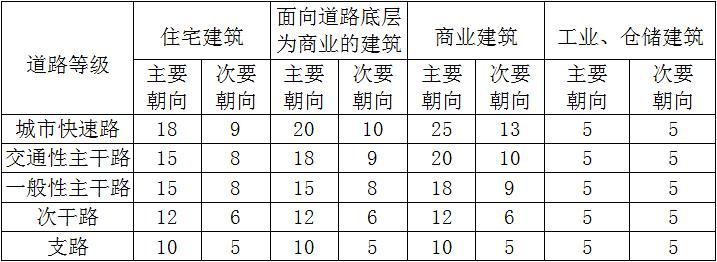 道路等级 住宅建筑 面向道路底层为商业的建筑 商业建筑 工业、仓储建筑
主要朝向 次要朝向 主要朝向 次要朝向 主要朝向 次要朝向 主要朝向 次要朝向
城市快速路 18 9 20 10 25 13 5 5
交通性主干路 15 8 18 9 20 10 5 5
一般性主干路 15 8 15 8 18 9 5 5
次干路 12 6 12 6 12 6 5 5
支路 10 5 10 5 10 5 5 5